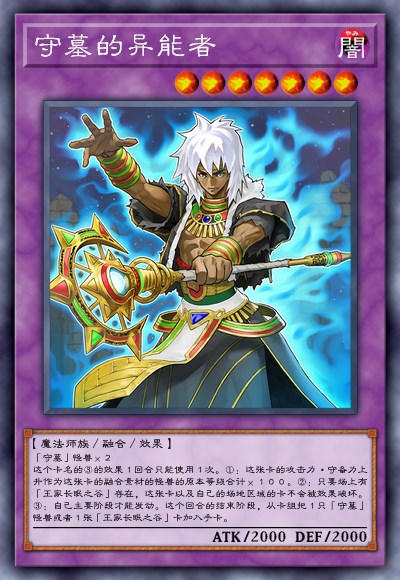 守墓的异能者
やみ
闇
【魔法师族／融合／效果】
「守墓」怪兽×２
这个卡名的③的效果１回合只能使用１次。①：这张卡的攻击力·守备力上
升作为这张卡的融合素材的怪兽的原本等级合计×１００。②：只要场上有
「王家长眠之谷」存在，这张卡以及自己的场地区域的卡不会被效果破坏。
③：自己主要阶段才能发动。这个回合的结束阶段，从卡组把１只「守墓」
怪兽或者１张「王家长眠之谷」卡加入手卡。
ATK/2000 DEF/2000